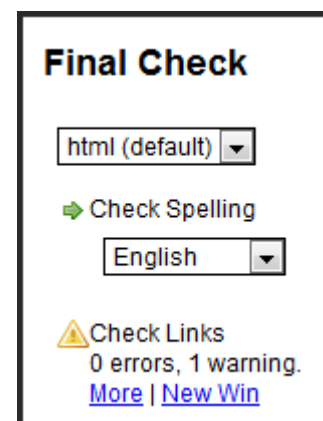 Final Check
html (default)
Check Spelling
English
Check Links
0 errors, 1 warning.
More | New Win